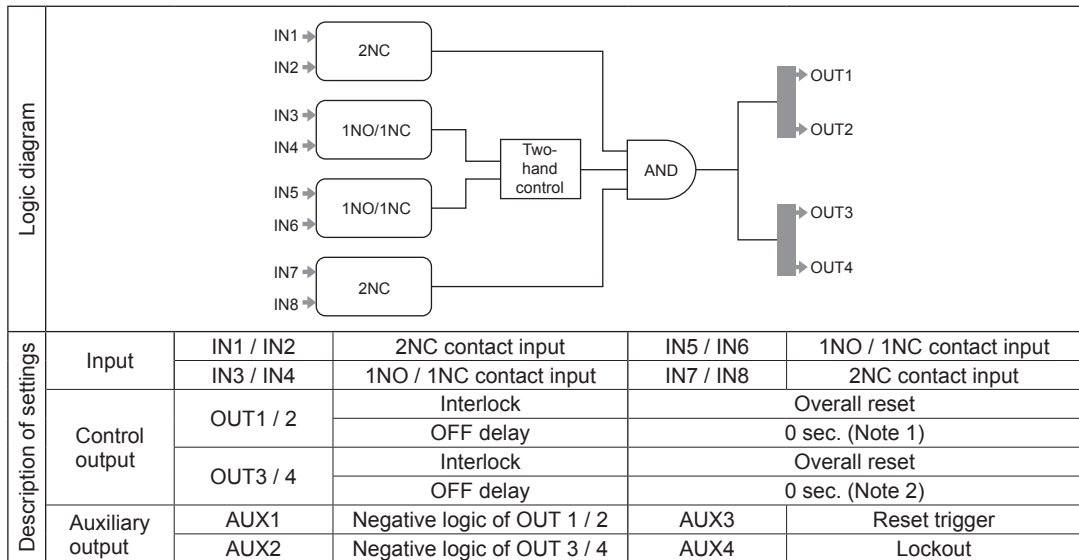 Logic diagram
IN1
IN2
2NC
IN3
IN4
1NO/1NC
IN5
IN6
1NO/1NC
IN7
IN8
2NC
Two-
hand
control
AND
OUT1
OUT2
OUT3
OUT4
Description of settings
Input
IN1 / IN2 2NC contact input IN5 / IN6 1NO / 1NC contact input
IN3 / IN4 1NO / 1NC contact input IN7 / IN8 2NC contact input
Control
output
OUT1 / 2
Interlock Overall reset
OFF delay 0 sec. (Note 1)
OUT3 / 4
Interlock Overall reset
OFF delay 0 sec. (Note 2)
Auxiliary
output
AUX1 Negative logic of OUT 1 / 2 AUX3 Reset trigger
AUX2 Negative logic of OUT 3 / 4 AUX4 Lockout